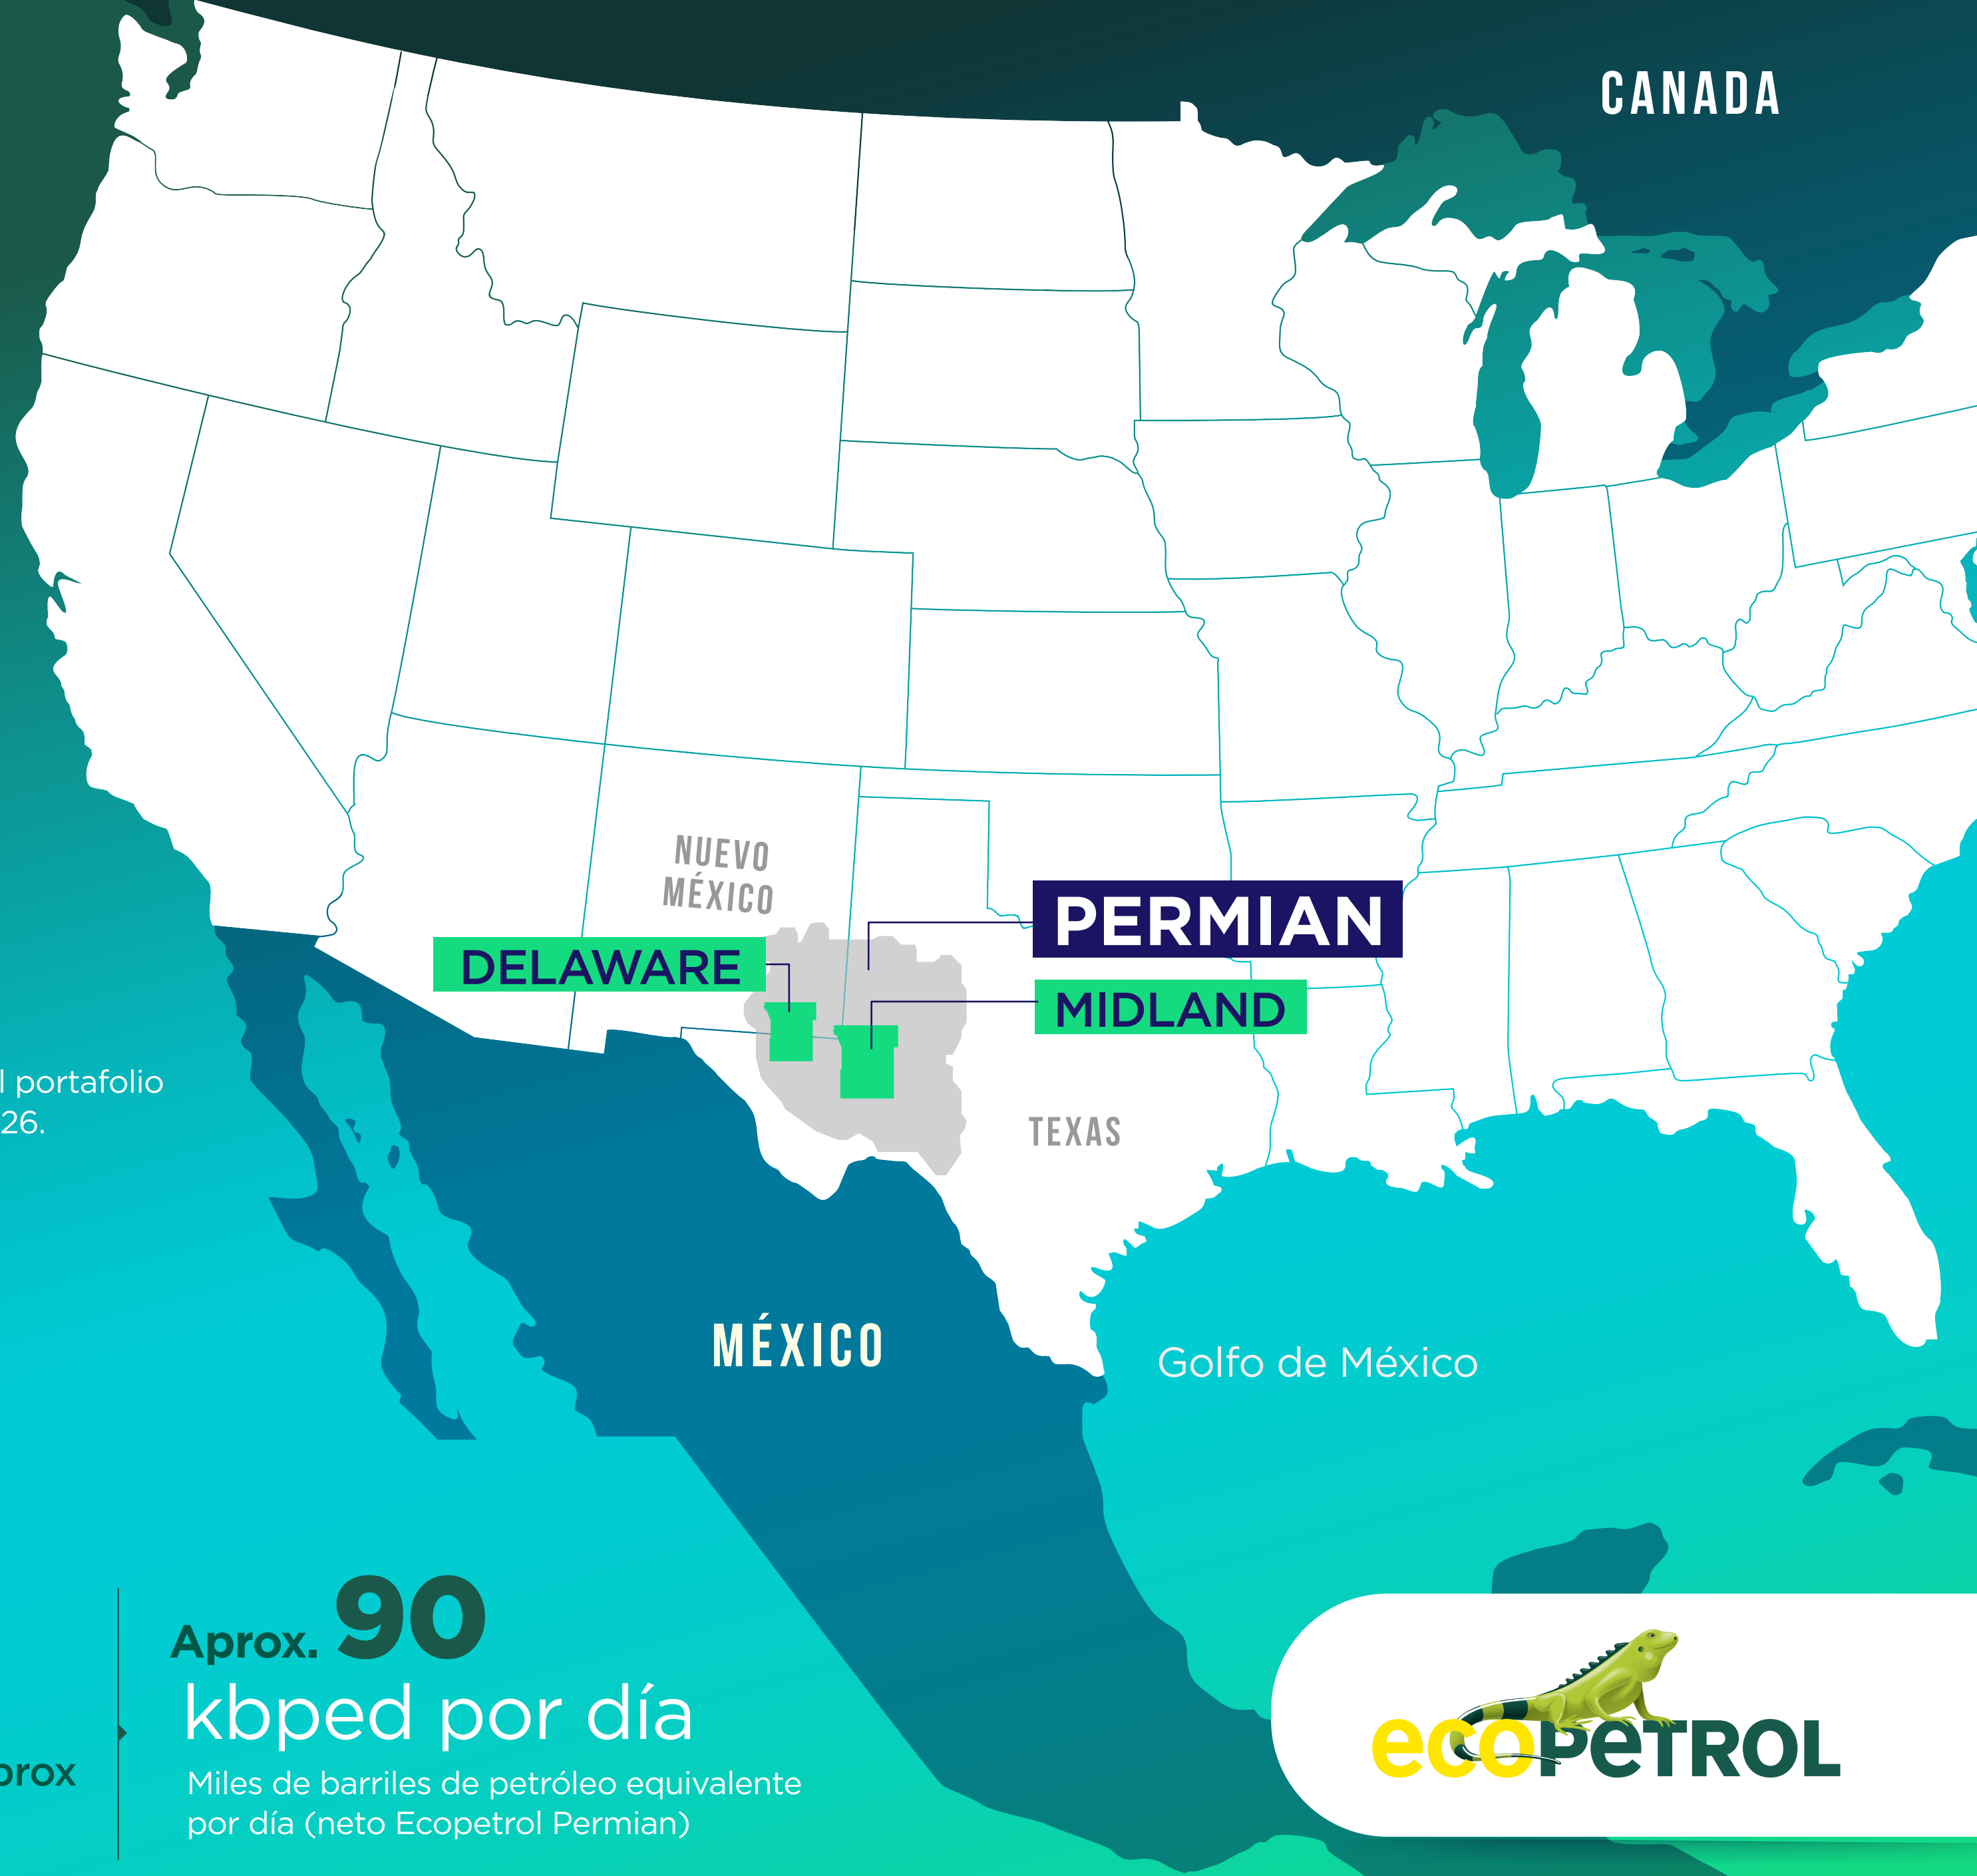 CANADA
NUEVO
MÉXICO
PERMIAN
DELAWARE
MIDLAND
l portafolio
26.
TEXAS
MÉXICO
Golfo de México
Aprox. 90
kbped por día
Miles de barriles de petróleo equivalente
por día (neto Ecopetrol Permian)
prox
ecoPeTROL